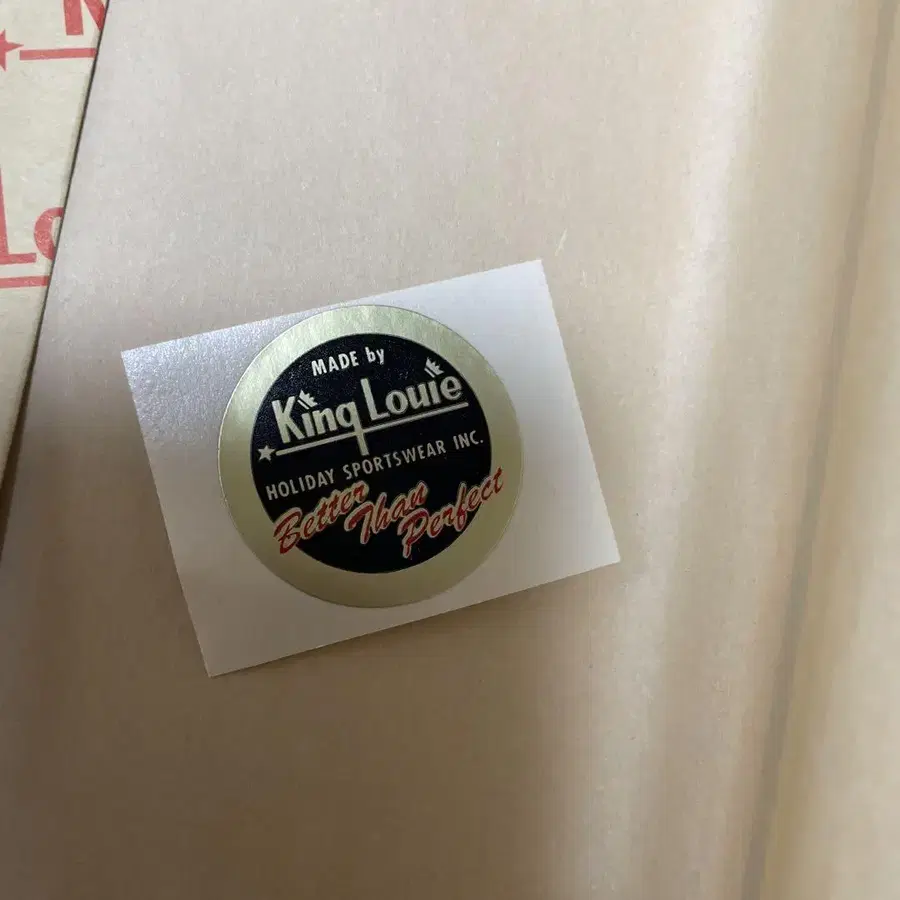 MADE by
King Louie
HOLIDAY SPORTSWEAR INC.
Better Than Perfect